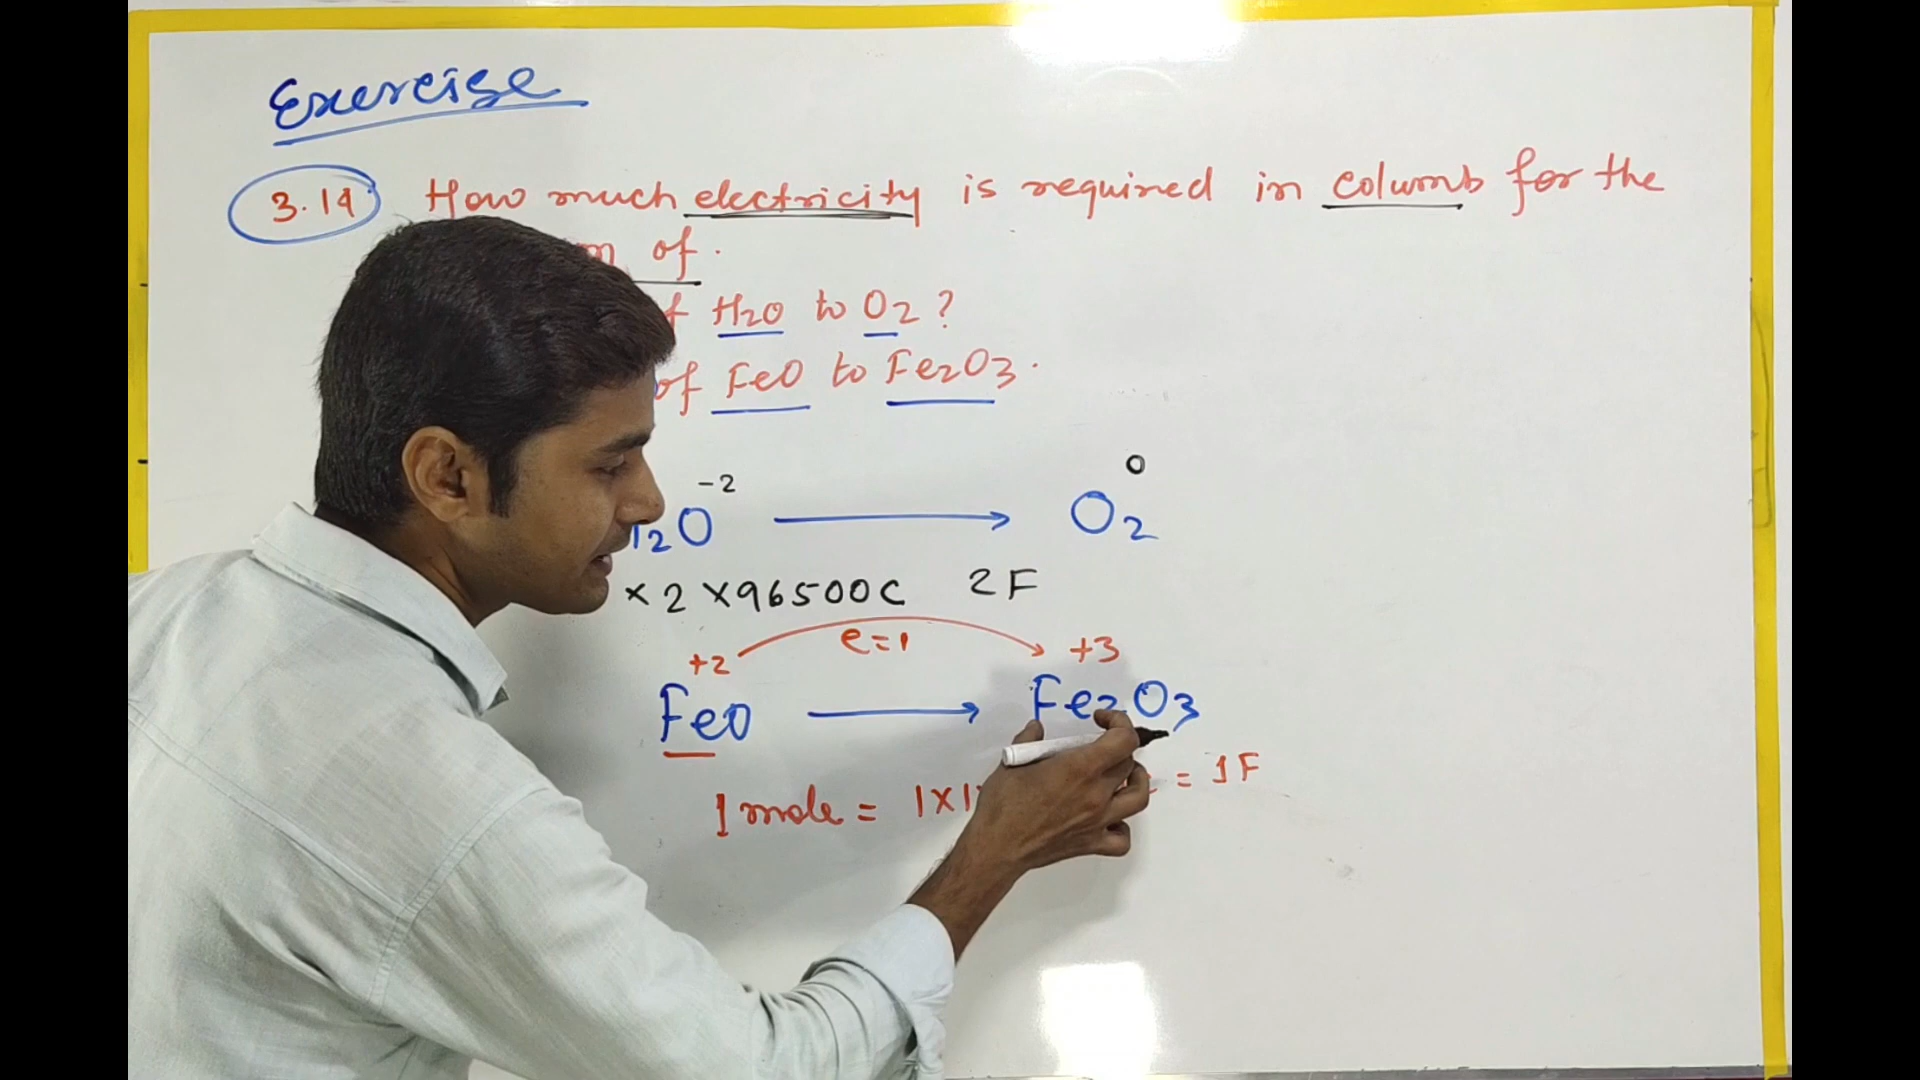 Exercise
3.14 How much electricity is required in columb for the
of.
H2O to O2?
of FeO to Fe2O3.
2O -2 → O2 0
× 2 × 96500C 2F
+2 e=1 +3
FeO → Fe2O3
1 mole = 1×1 = 1F